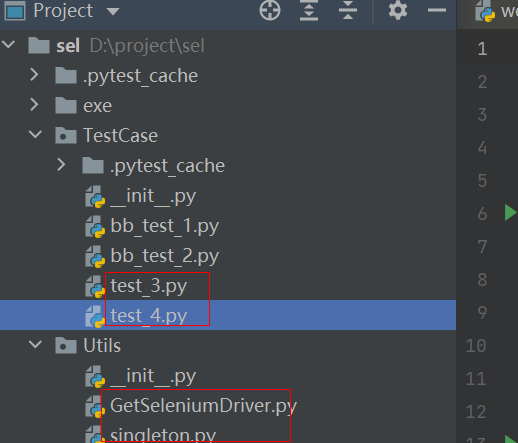 Project
sel D:\project\sel
.pytest_cache
exe
TestCase
.pytest_cache
__init__.py
bb_test_1.py
bb_test_2.py
test_3.py
test_4.py
Utils
__init__.py
GetSeleniumDriver.py
singleton.py
we
1
2
3
4
5
6
7
8
9
10
11
12
13